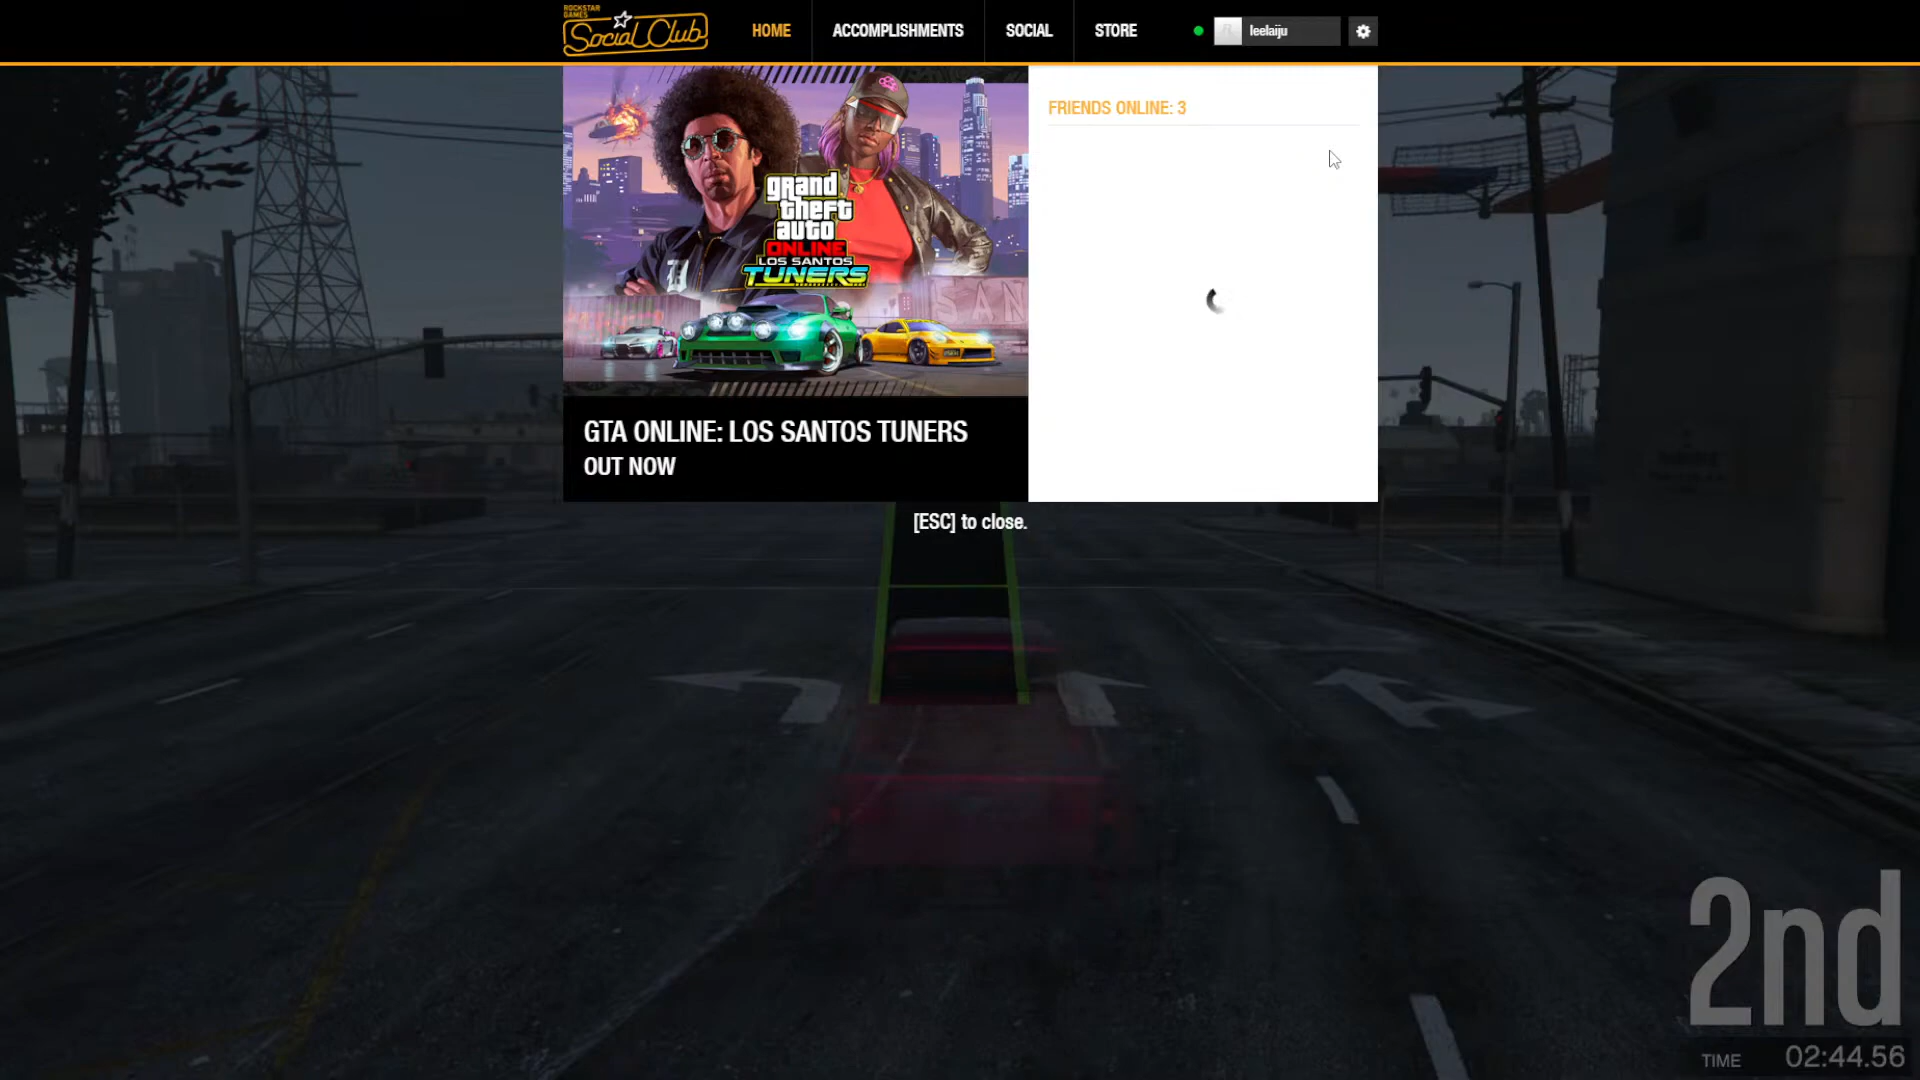 ROCKSTAR
GAMES
Social Club
HOME
ACCOMPLISHMENTS
SOCIAL
STORE
leelaiju
FRIENDS ONLINE: 3
grand
theft
auto
ONLINE
LOS SANTOS
TUNERS
SAN
GTA ONLINE: LOS SANTOS TUNERS
OUT NOW
[ESC] to close.
2nd
TIME 02:44.56